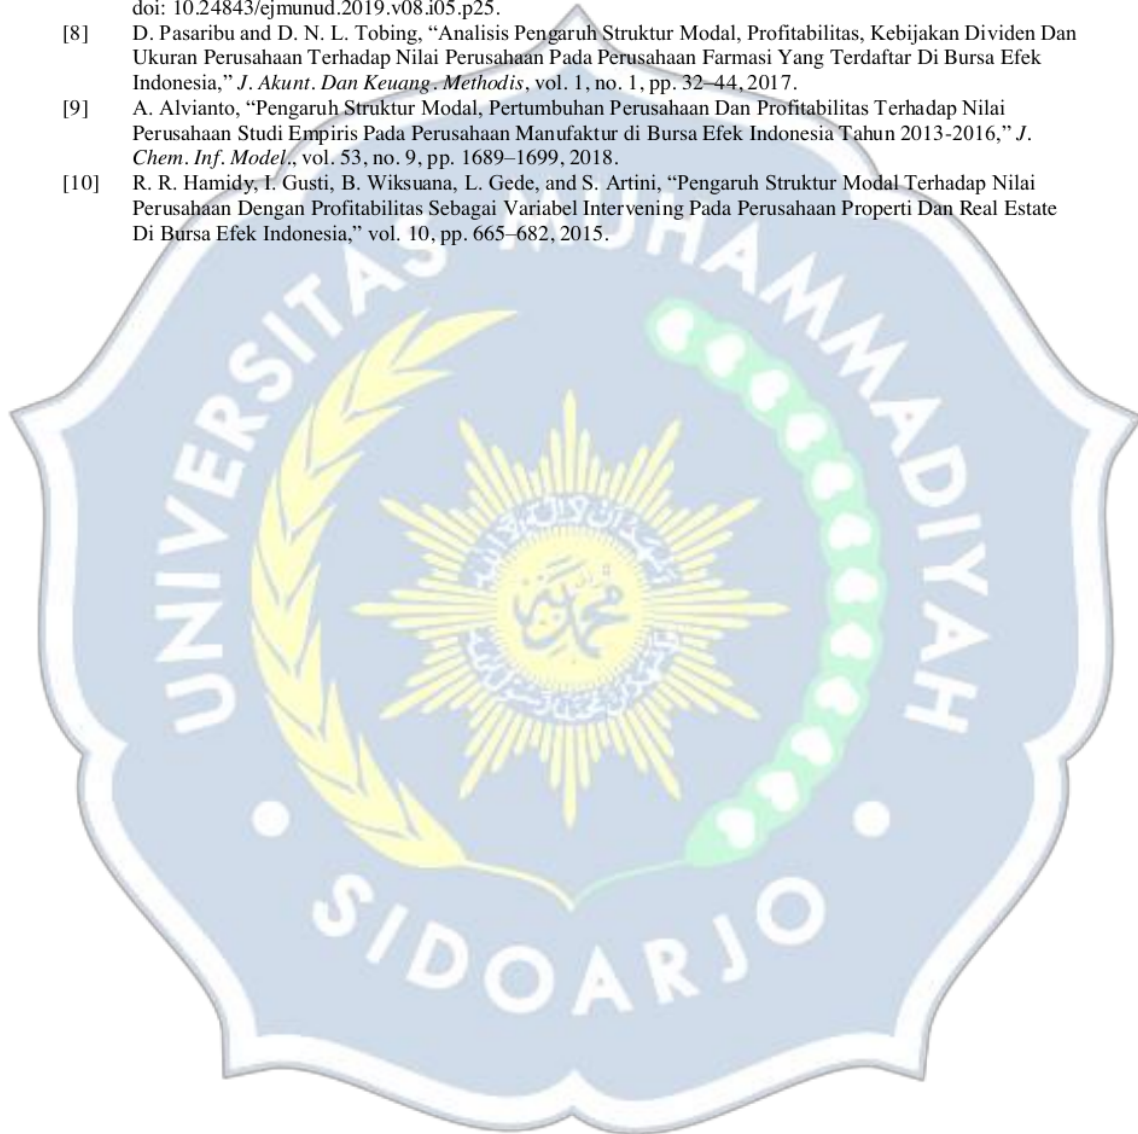 doi: 10.24843/ejmunud.2019.v08.i05.p25.
[8] D. Pasaribu and D. N. L. Tobing, “Analisis Pengaruh Struktur Modal, Profitabilitas, Kebijakan Dividen Dan
Ukuran Perusahaan Terhadap Nilai Perusahaan Pada Perusahaan Farmasi Yang Terdaftar Di Bursa Efek
Indonesia,” J. Akunt. Dan Keuang. Methodis, vol. 1, no. 1, pp. 32–44, 2017.
[9] A. Alvianto, “Pengaruh Struktur Modal, Pertumbuhan Perusahaan Dan Profitabilitas Terhadap Nilai
Perusahaan Studi Empiris Pada Perusahaan Manufaktur di Bursa Efek Indonesia Tahun 2013-2016,” J.
Chem. Inf. Model., vol. 53, no. 9, pp. 1689–1699, 2018.
[10] R. R. Hamidy, I. Gusti, B. Wiksuana, L. Gede, and S. Artini, “Pengaruh Struktur Modal Terhadap Nilai
Perusahaan Dengan Profitabilitas Sebagai Variabel Intervening Pada Perusahaan Properti Dan Real Estate
Di Bursa Efek Indonesia,” vol. 10, pp. 665–682, 2015.
UNIVERSITAS MUHAMMADIYAH
محمدية
SIDOARJO